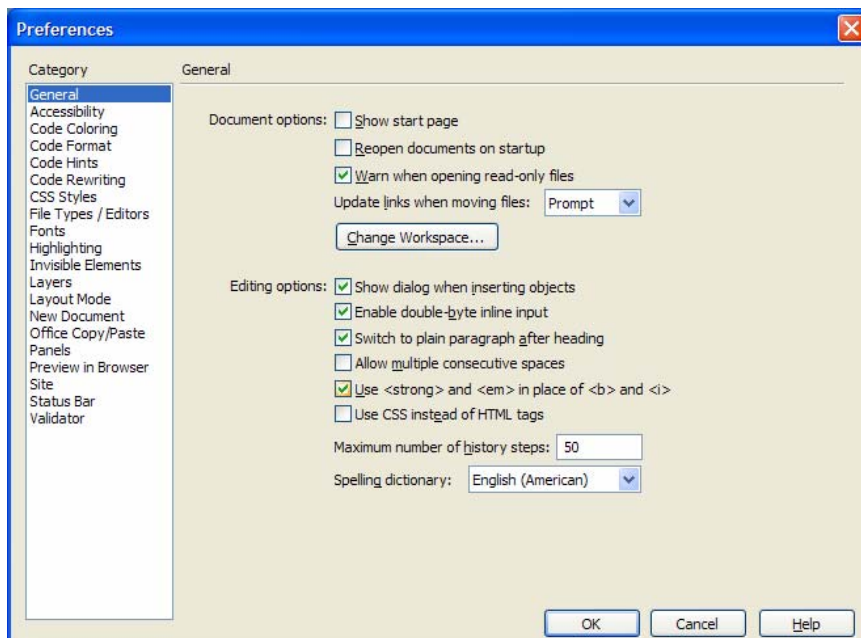 Preferences
Category
General
Accessibility
Code Coloring
Code Format
Code Hints
Code Rewriting
CSS Styles
File Types / Editors
Fonts
Highlighting
Invisible Elements
Layers
Layout Mode
New Document
Office Copy/Paste
Panels
Preview in Browser
Site
Status Bar
Validator
General
Document options: Show start page
Reopen documents on startup
Warn when opening read-only files
Update links when moving files: Prompt
Change Workspace...
Editing options: Show dialog when inserting objects
Enable double-byte inline input
Switch to plain paragraph after heading
Allow multiple consecutive spaces
Use <strong> and <em> in place of <b> and <i>
Use CSS instead of HTML tags
Maximum number of history steps: 50
Spelling dictionary: English (American)
OK Cancel Help